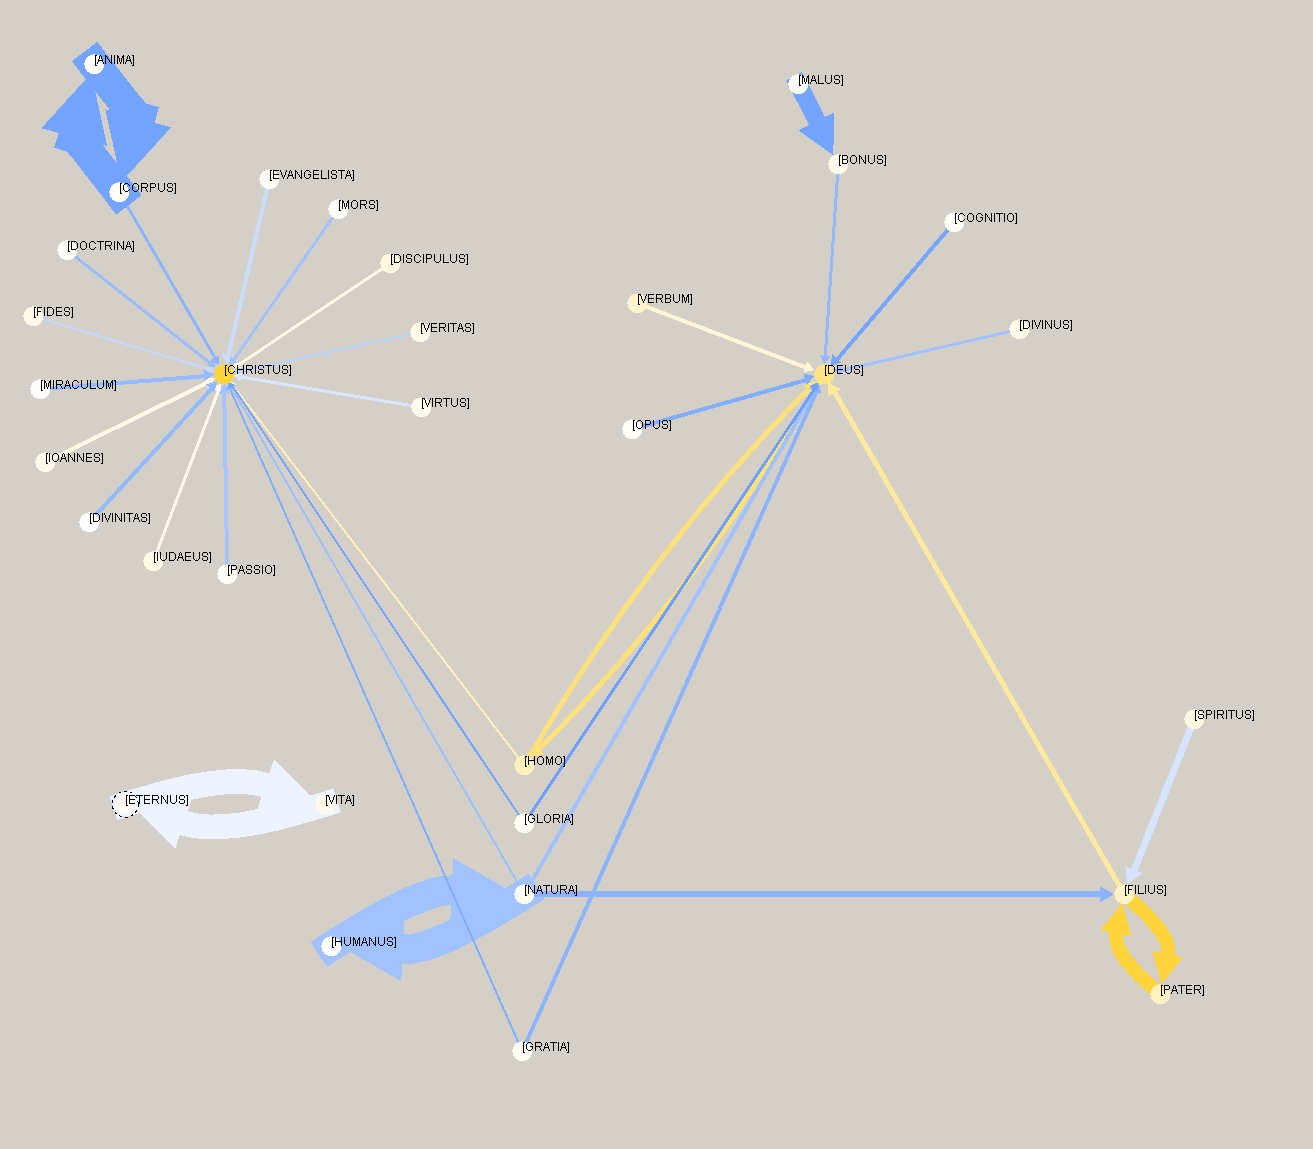 [ANIMA]
[MALUS]
[BONUS]
[EVANGELISTA]
[CORPUS]
[MORS]
[COGNITIO]
[DOCTRINA]
[DISCIPULUS]
[VERBUM]
[FIDES]
[VERITAS]
[DIVINUS]
[CHRISTUS]
[DEUS]
[MIRACULUM]
[VIRTUS]
[OPUS]
[IOANNES]
[DIVINITAS]
[IUDAEUS]
[PASSIO]
[SPIRITUS]
[HOMO]
[ETERNUS]
[VITA]
[GLORIA]
[NATURA]
[FILIUS]
[HUMANUS]
[PATER]
[GRATIA]